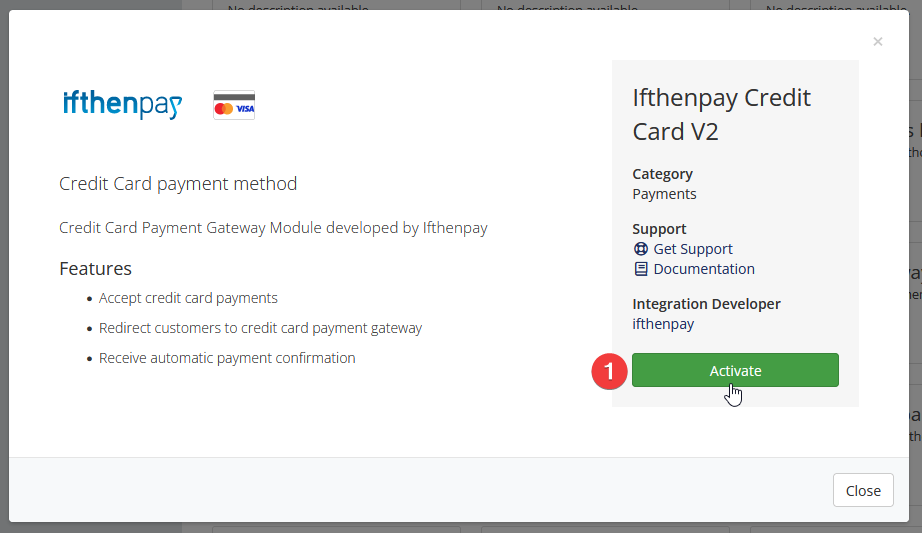 No description available
No description available
No description available
×
ifthenpay
VISA
Credit Card payment method
Credit Card Payment Gateway Module developed by Ifthenpay
Features
• Accept credit card payments
• Redirect customers to credit card payment gateway
• Receive automatic payment confirmation
Ifthenpay Credit
Card V2
Category
Payments
Support
Get Support
Documentation
Integration Developer
ifthenpay
1
Activate
Close